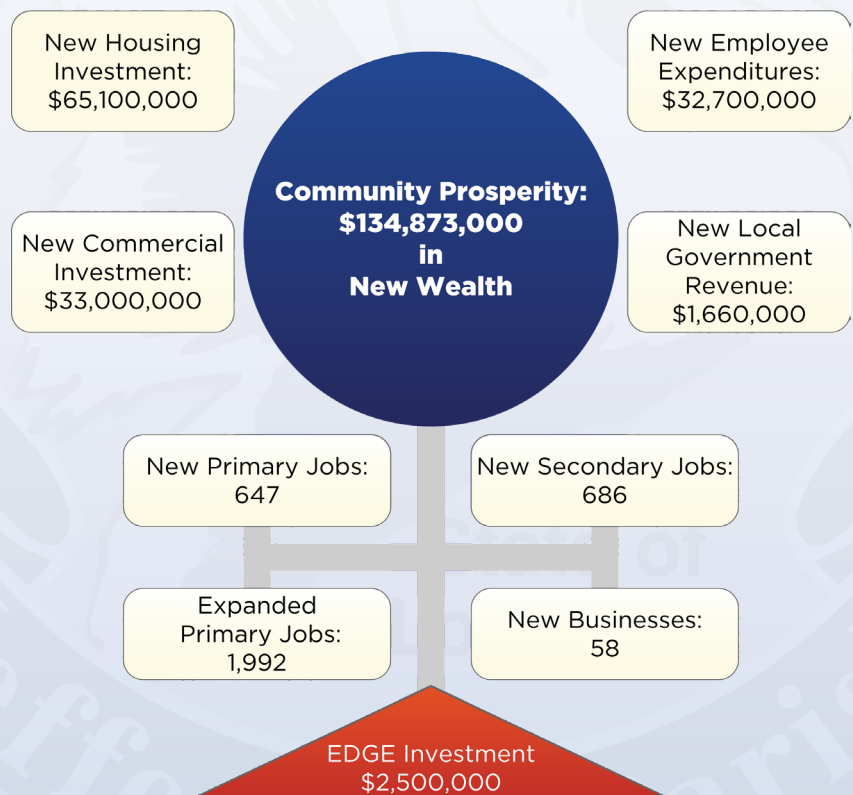 New Housing
Investment:
$65,100,000
New Employee
Expenditures:
$32,700,000
Community Prosperity:
$134,873,000
in
New Wealth
New Commercial
Investment:
$33,000,000
New Local
Government
Revenue:
$1,660,000
New Primary Jobs:
647
New Secondary Jobs:
686
Expanded
Primary Jobs:
1,992
New Businesses:
58
EDGE Investment
$2,500,000